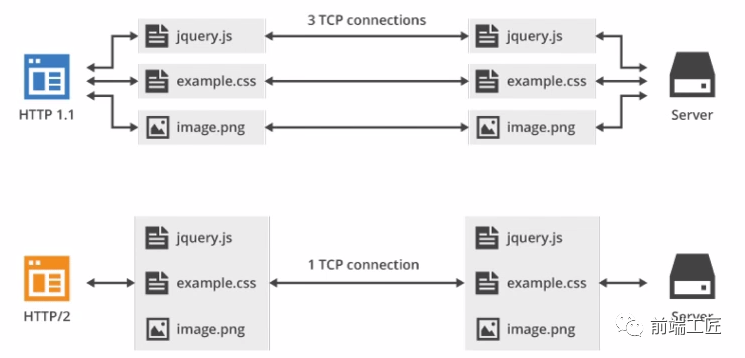 3 TCP connections
jquery.js
jquery.js
example.css
example.css
HTTP 1.1
Server
image.png
image.png
jquery.js
jquery.js
1 TCP connection
example.css
example.css
HTTP/2
Server
image.png
image.png
前端工匠